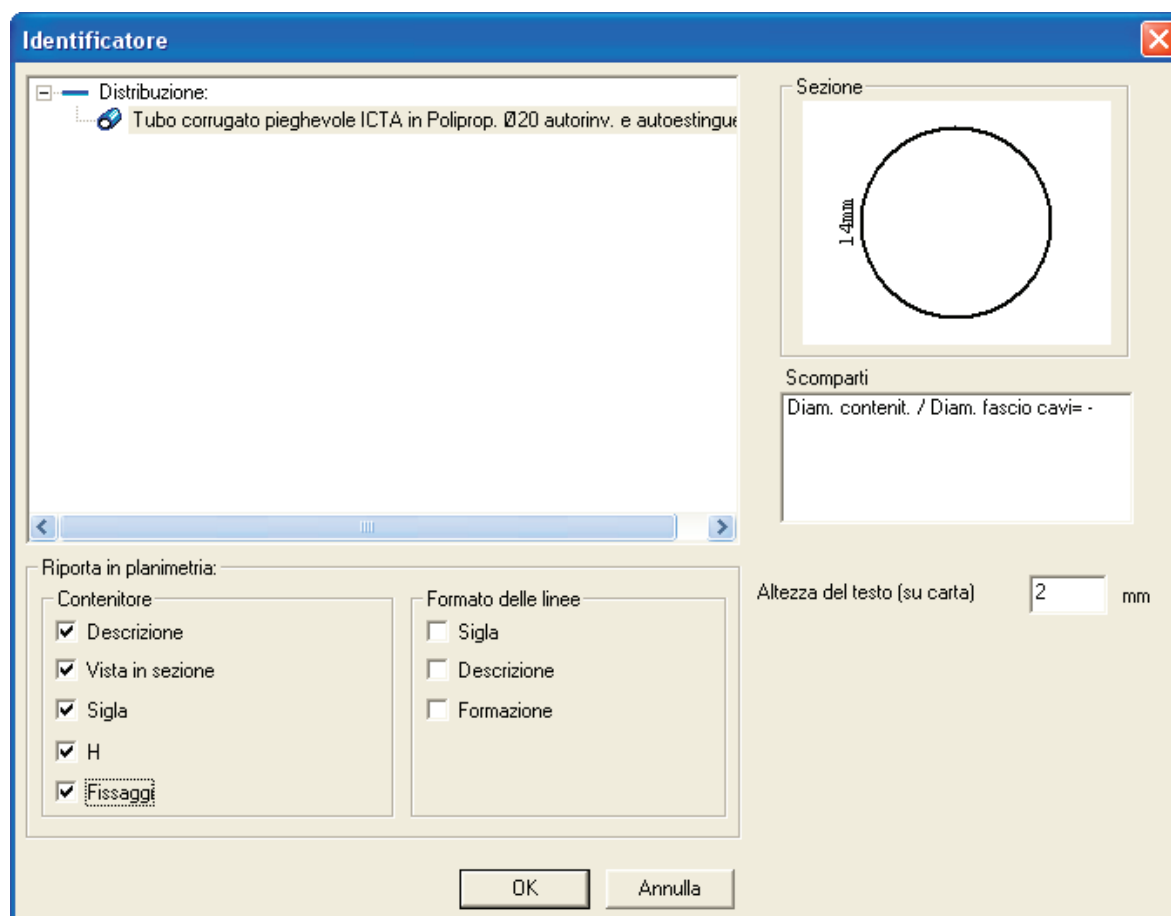 Identificatore
Distribuzione:
Tubo corrugato pieghevole ICTA in Poliprop. Ø20 autorinv. e autoestingue
Sezione
14mm
Scomparti
Diam. contenit. / Diam. fascio cavi= -
Riporta in planimetria:
Contenitore
Descrizione
Vista in sezione
Sigla
H
Fissaggi
Formato delle linee
Sigla
Descrizione
Formazione
Altezza del testo (su carta) 2 mm
OK Annulla